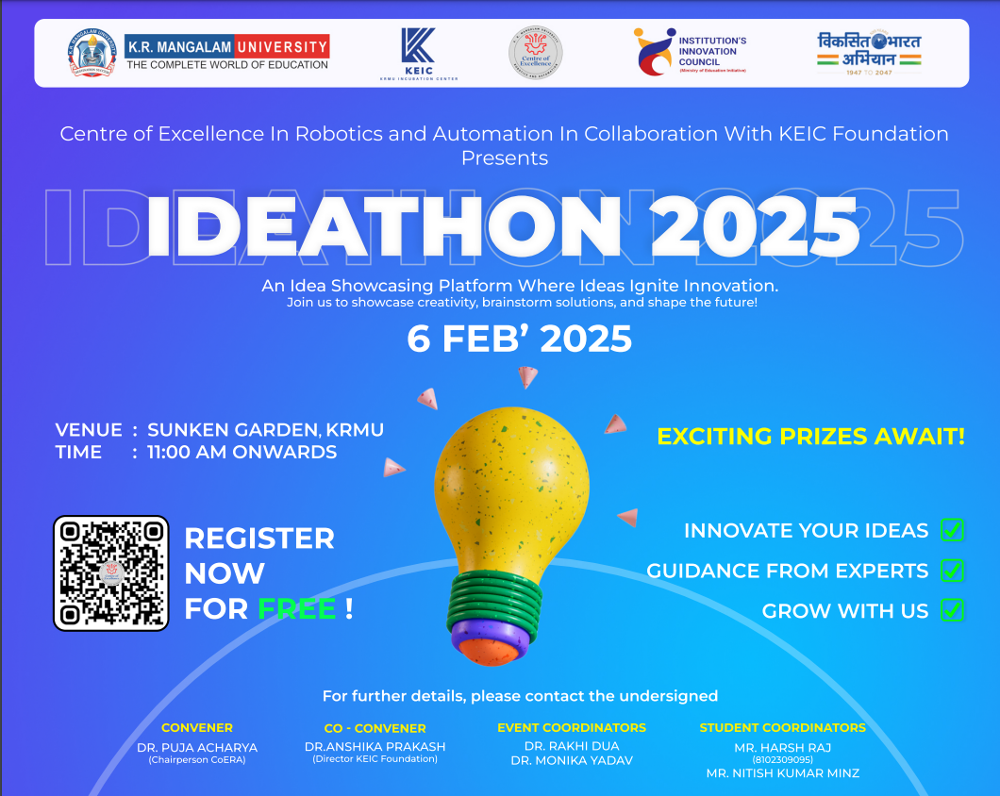 K.R. MANGALAM UNIVERSITY
THE COMPLETE WORLD OF EDUCATION
KEIC
KRMU INCUBATION CENTER
Centre of
Excellence
INSTITUTION'S
INNOVATION
COUNCIL
(Ministry of Education Initiative)
विकसित भारत
अभियान
1947 TO 2047
Centre of Excellence In Robotics and Automation In Collaboration With KEIC Foundation
Presents
IDEATHON 2025
An Idea Showcasing Platform Where Ideas Ignite Innovation.
Join us to showcase creativity, brainstorm solutions, and shape the future!
6 FEB’ 2025
VENUE : SUNKEN GARDEN, KRMU
TIME : 11:00 AM ONWARDS
EXCITING PRIZES AWAIT!
REGISTER
NOW
FOR FREE !
INNOVATE YOUR IDEAS
GUIDANCE FROM EXPERTS
GROW WITH US
For further details, please contact the undersigned
CONVENER
DR. PUJA ACHARYA
(Chairperson CoERA)
CO - CONVENER
DR.ANSHIKA PRAKASH
(Director KEIC Foundation)
EVENT COORDINATORS
DR. RAKHI DUA
DR. MONIKA YADAV
STUDENT COORDINATORS
MR. HARSH RAJ
(8102309095)
MR. NITISH KUMAR MINZ